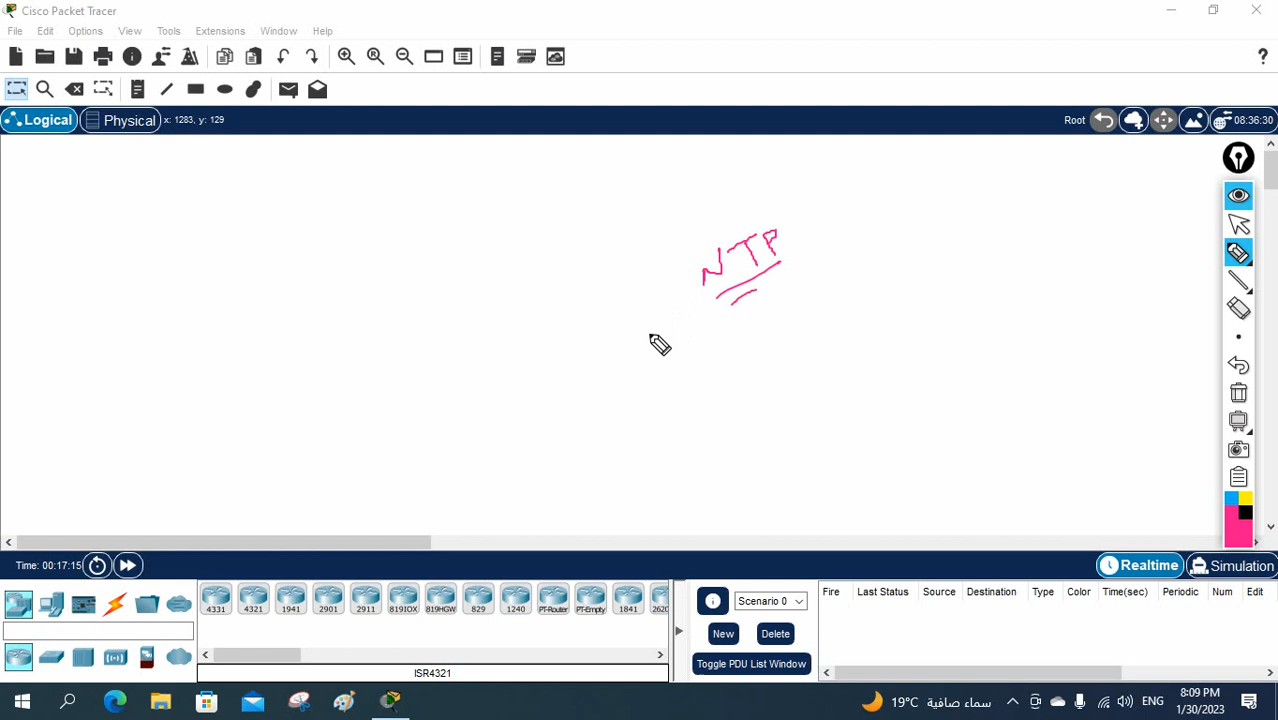 Cisco Packet Tracer
File Edit Options View Tools Extensions Window Help
Logical Physical x: 1283, y: 129 Root 08:36:30
NTP
Time: 00:17:15 Realtime Simulation
4331 4321 1941 2901 2911 819IOX 819HGW 829 1240 PT-Router PT-Empty 1841 2620
Scenario 0
Fire Last Status Source Destination Type Color Time(sec) Periodic Num Edit
New Delete
Toggle PDU List Window
ISR4321
19°C سماء صافية ENG 8:09 PM
1/30/2023